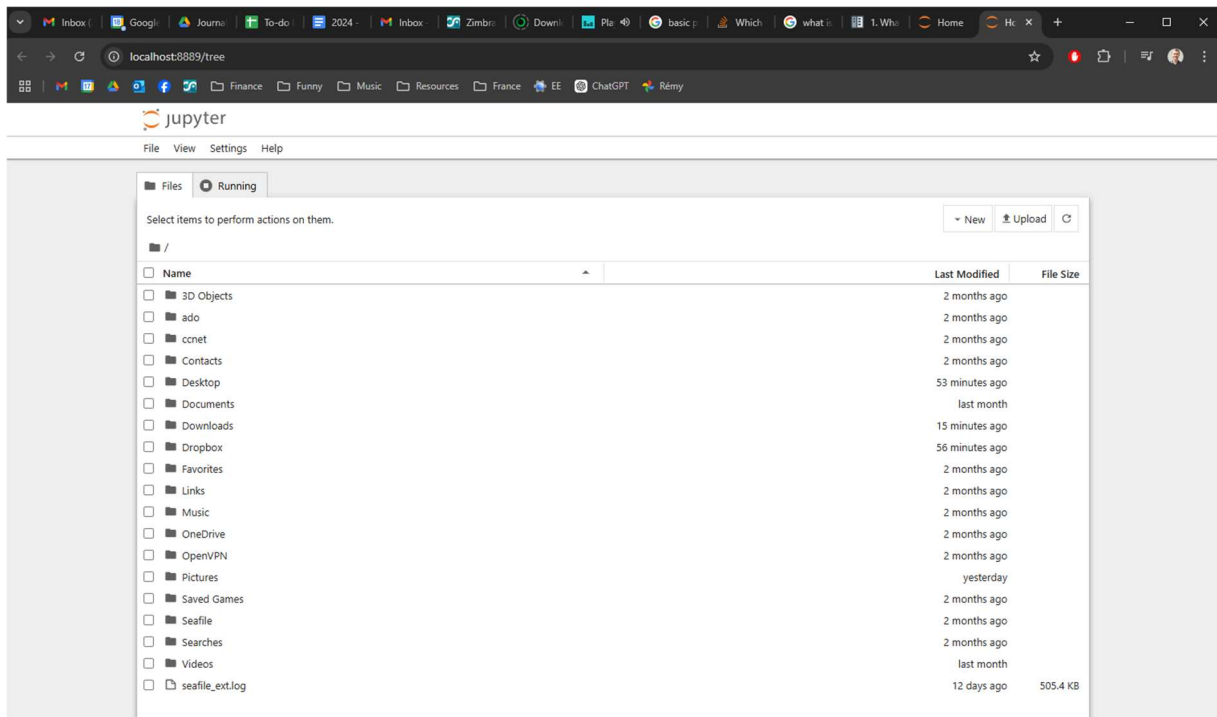 Inbox ( Google Journa To-do 2024 - Inbox - Zimbra Downl Pla basic p Which what is 1. Wha Home Hc
localhost:8889/tree
Finance Funny Music Resources France EE ChatGPT Rémy
jupyter
File View Settings Help
Files Running
Select items to perform actions on them. New Upload
/
Name Last Modified File Size
3D Objects 2 months ago
ado 2 months ago
ccnet 2 months ago
Contacts 2 months ago
Desktop 53 minutes ago
Documents last month
Downloads 15 minutes ago
Dropbox 56 minutes ago
Favorites 2 months ago
Links 2 months ago
Music 2 months ago
OneDrive 2 months ago
OpenVPN 2 months ago
Pictures yesterday
Saved Games 2 months ago
Seafile 2 months ago
Searches 2 months ago
Videos last month
seafile_ext.log 12 days ago 505.4 KB